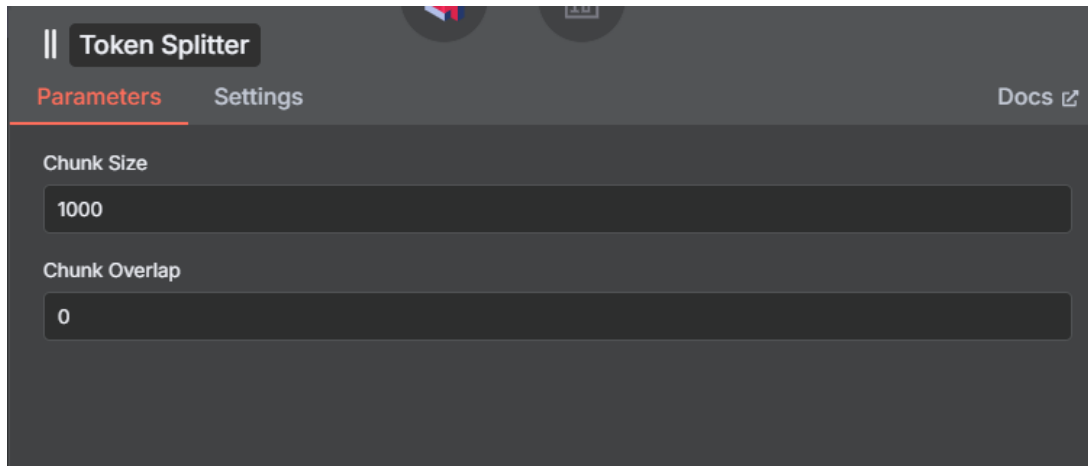 Token Splitter
Parameters Settings Docs
Chunk Size
1000
Chunk Overlap
0